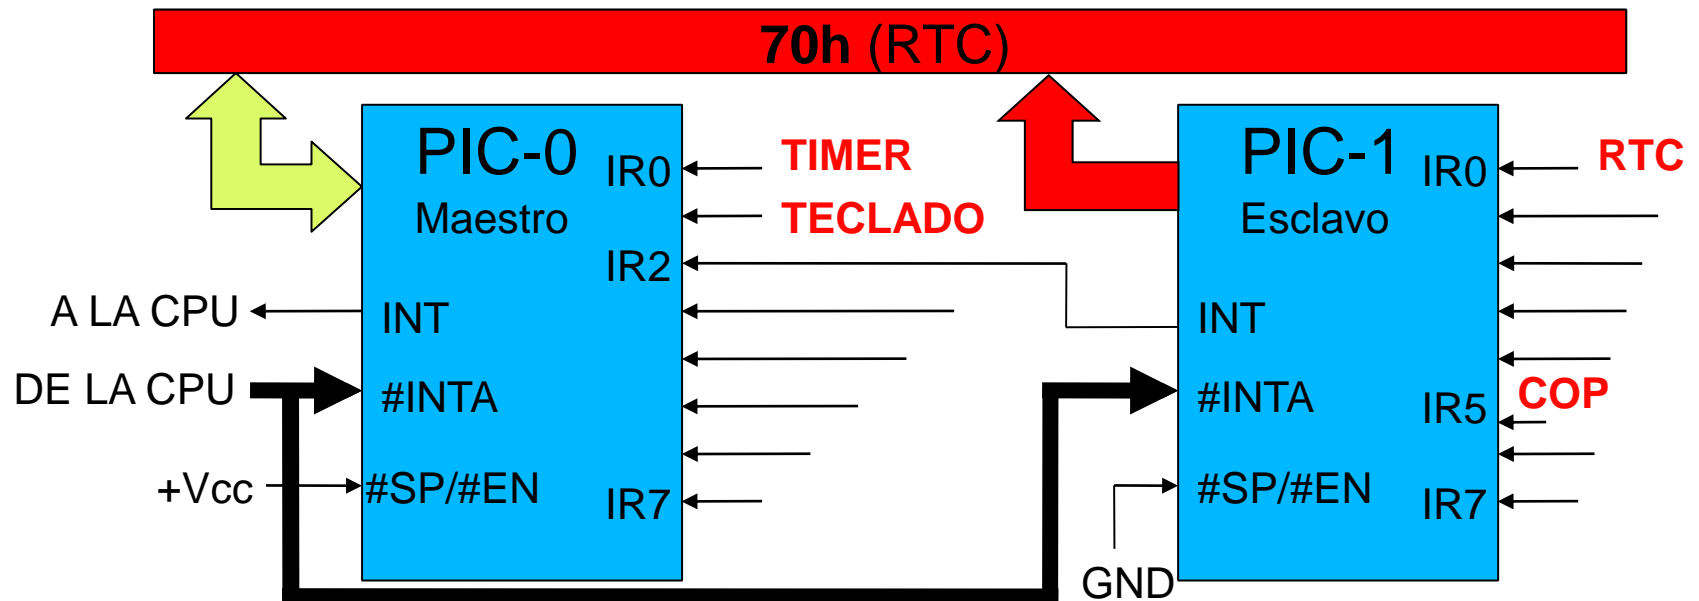 70h (RTC)
PIC-0
Maestro
IR0
TIMER
TECLADO
IR2
A LA CPU
INT
DE LA CPU
#INTA
+Vcc
#SP/#EN
IR7
PIC-1
Esclavo
IR0
RTC
INT
#INTA
IR5
COP
#SP/#EN
IR7
GND